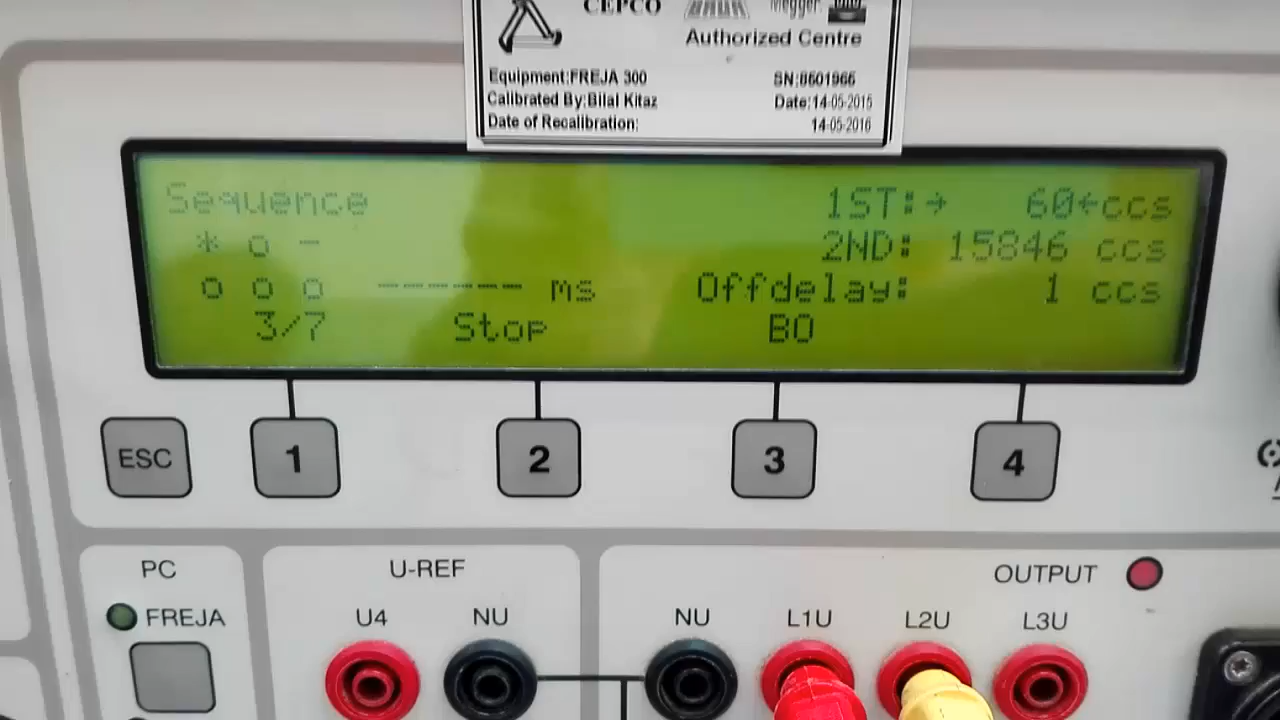 CEPCO
Megger
Authorized Centre
Equipment:FREJA 300 SN:8601966
Calibrated By:Bilal Kitaz Date:14-05-2015
Date of Recalibration: 14-05-2016
Sequence 1ST:→ 60←ccs
* o - 2ND: 15846 ccs
o o o ------ ms Offdelay: 1 ccs
3/7 Stop BO
ESC 1 2 3 4
PC U-REF OUTPUT
FREJA U4 NU NU L1U L2U L3U